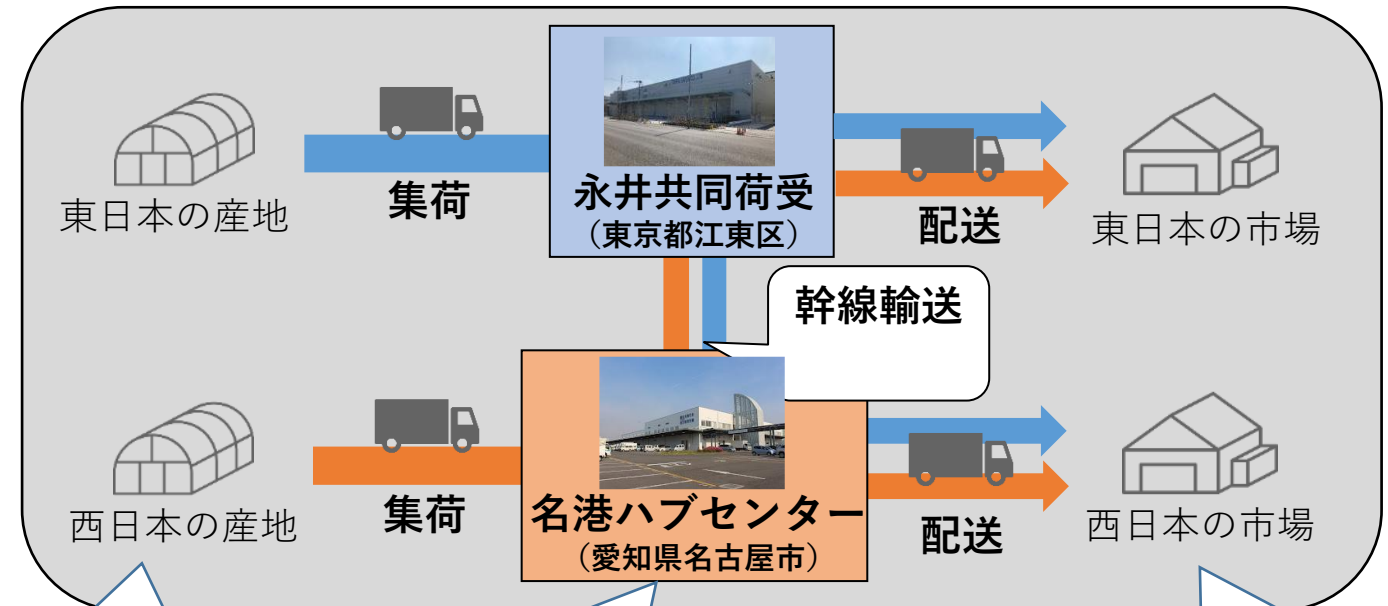 集荷
東日本の産地
永井共同荷受
（東京都江東区）
配送
東日本の市場
幹線輸送
集荷
西日本の産地
名港ハブセンター
（愛知県名古屋市）
配送
西日本の市場